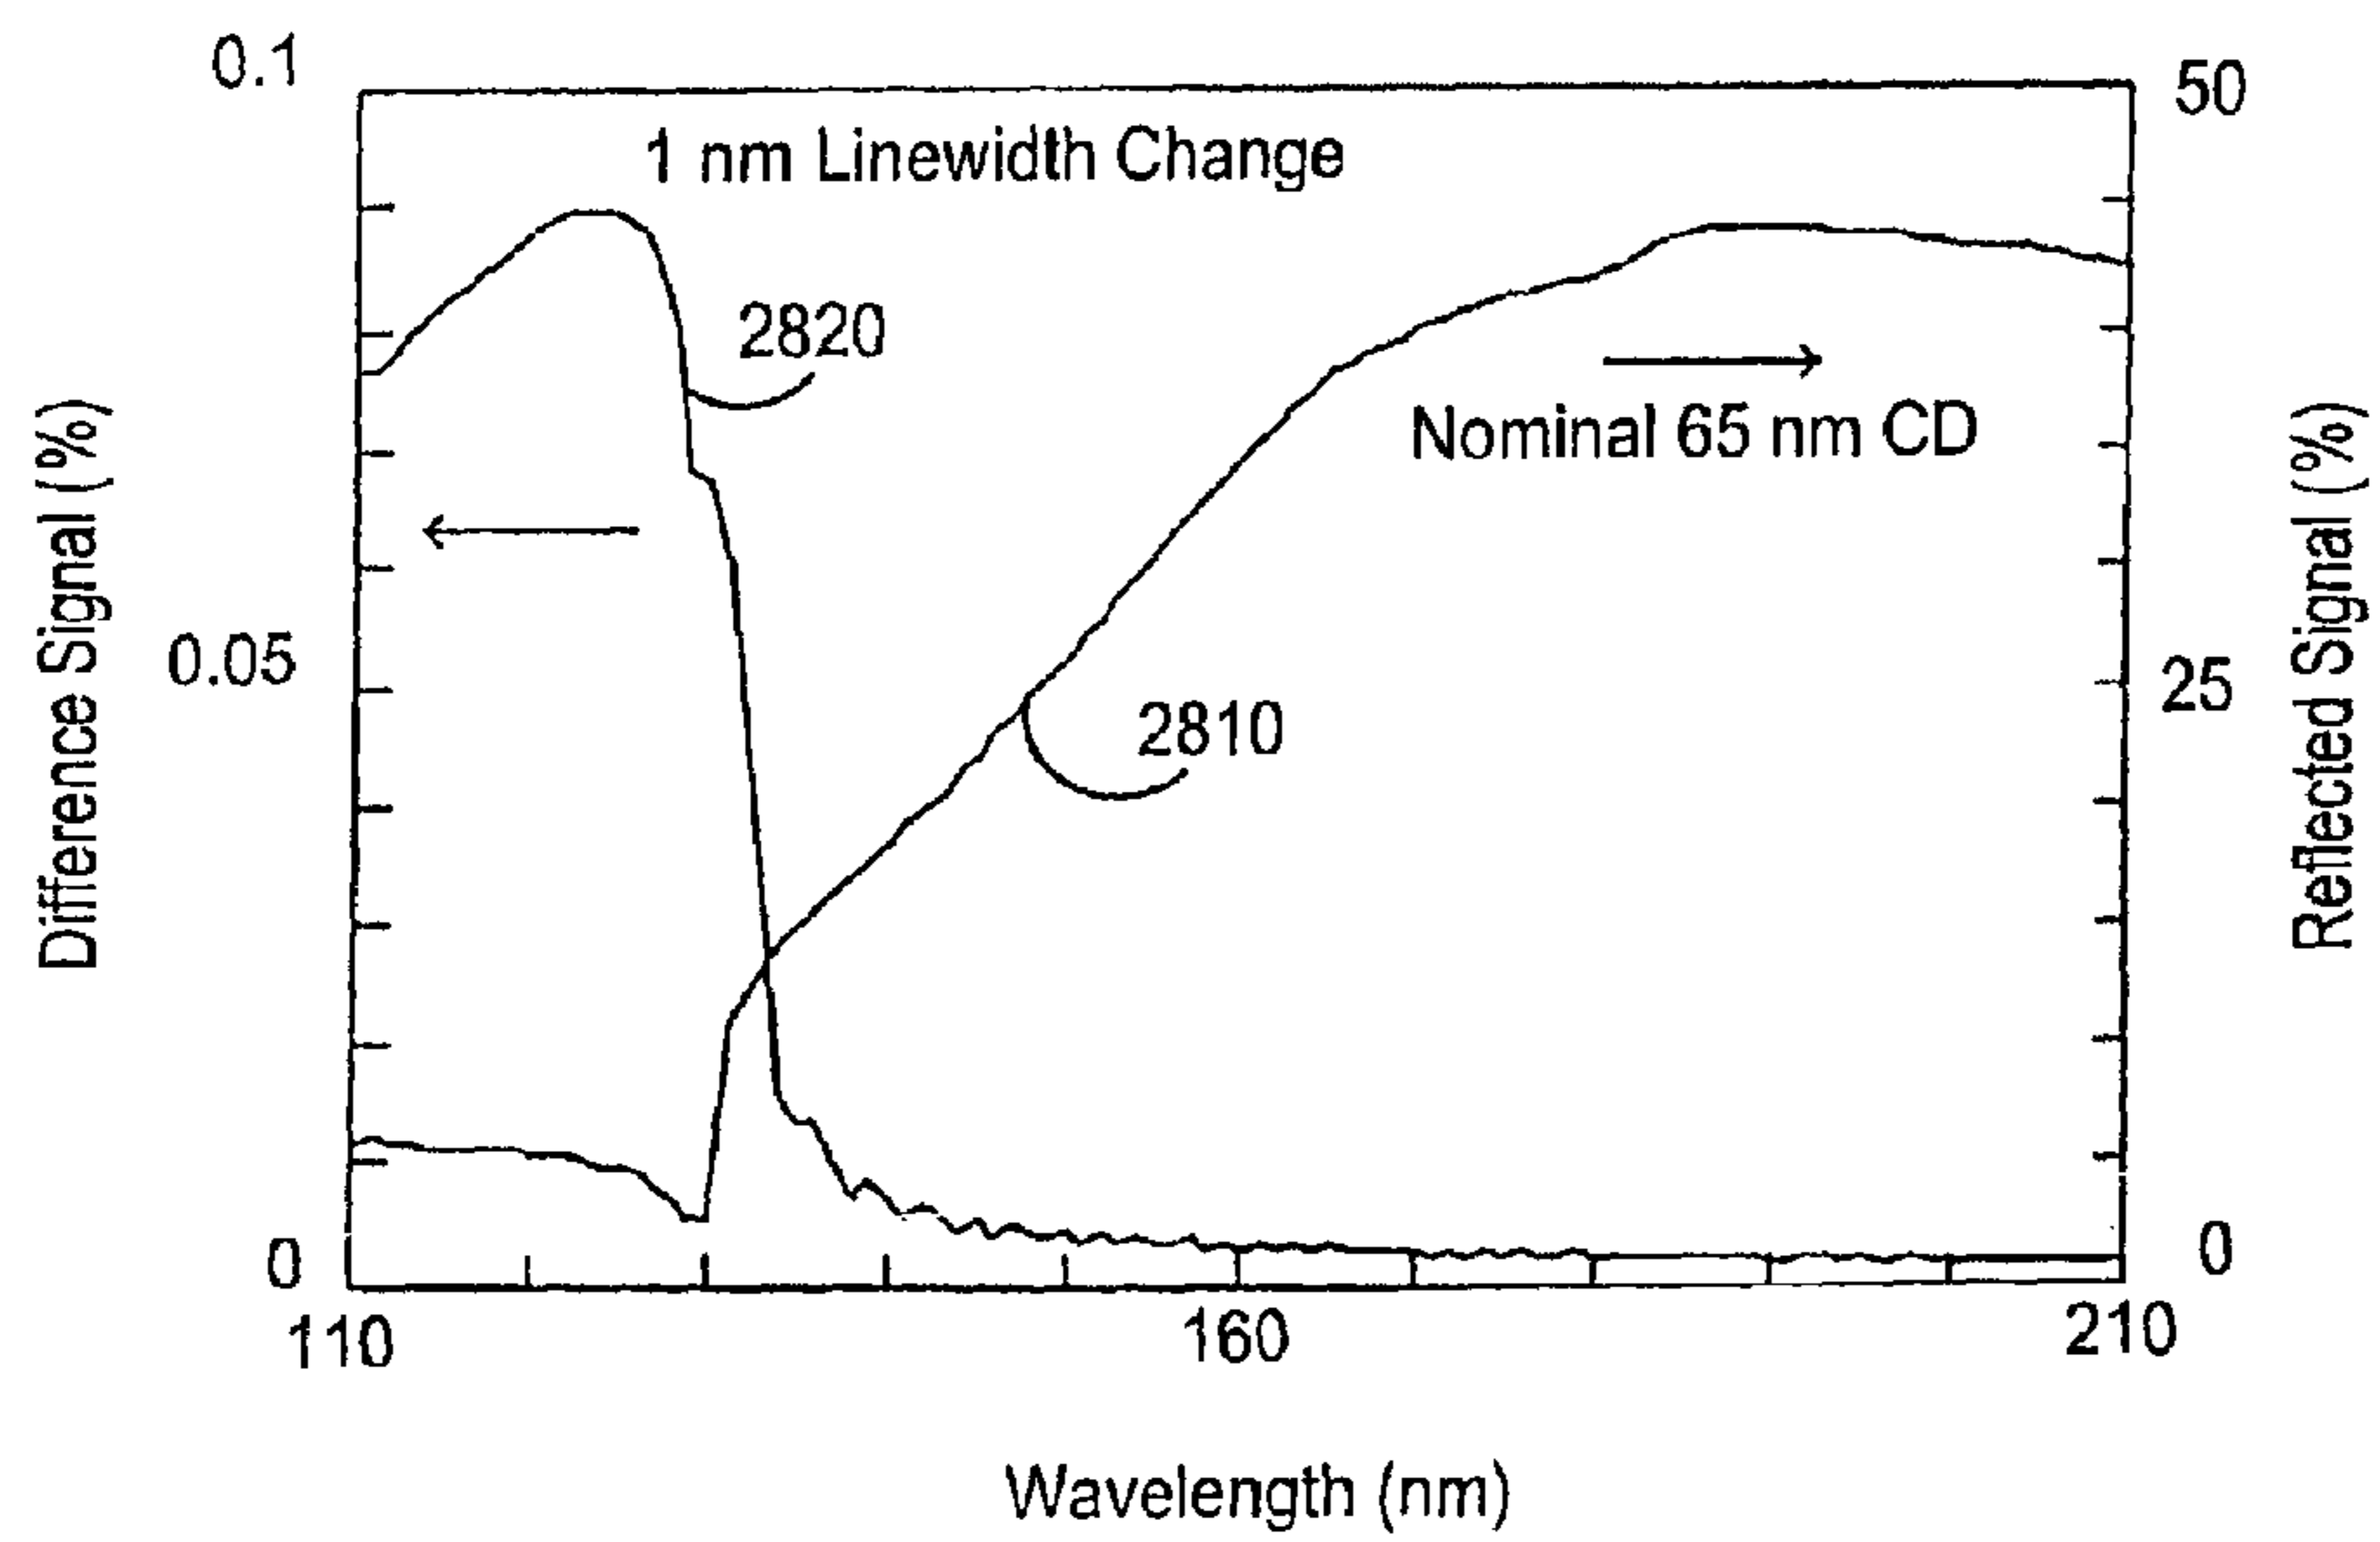 0.1
50
1 nm Linewidth Change
2820
Nominal 65 nm CD
Difference Signal (%)
Reflected Signal (%)
0.05
25
2810
0
0
110
160
210
Wavelength (nm)